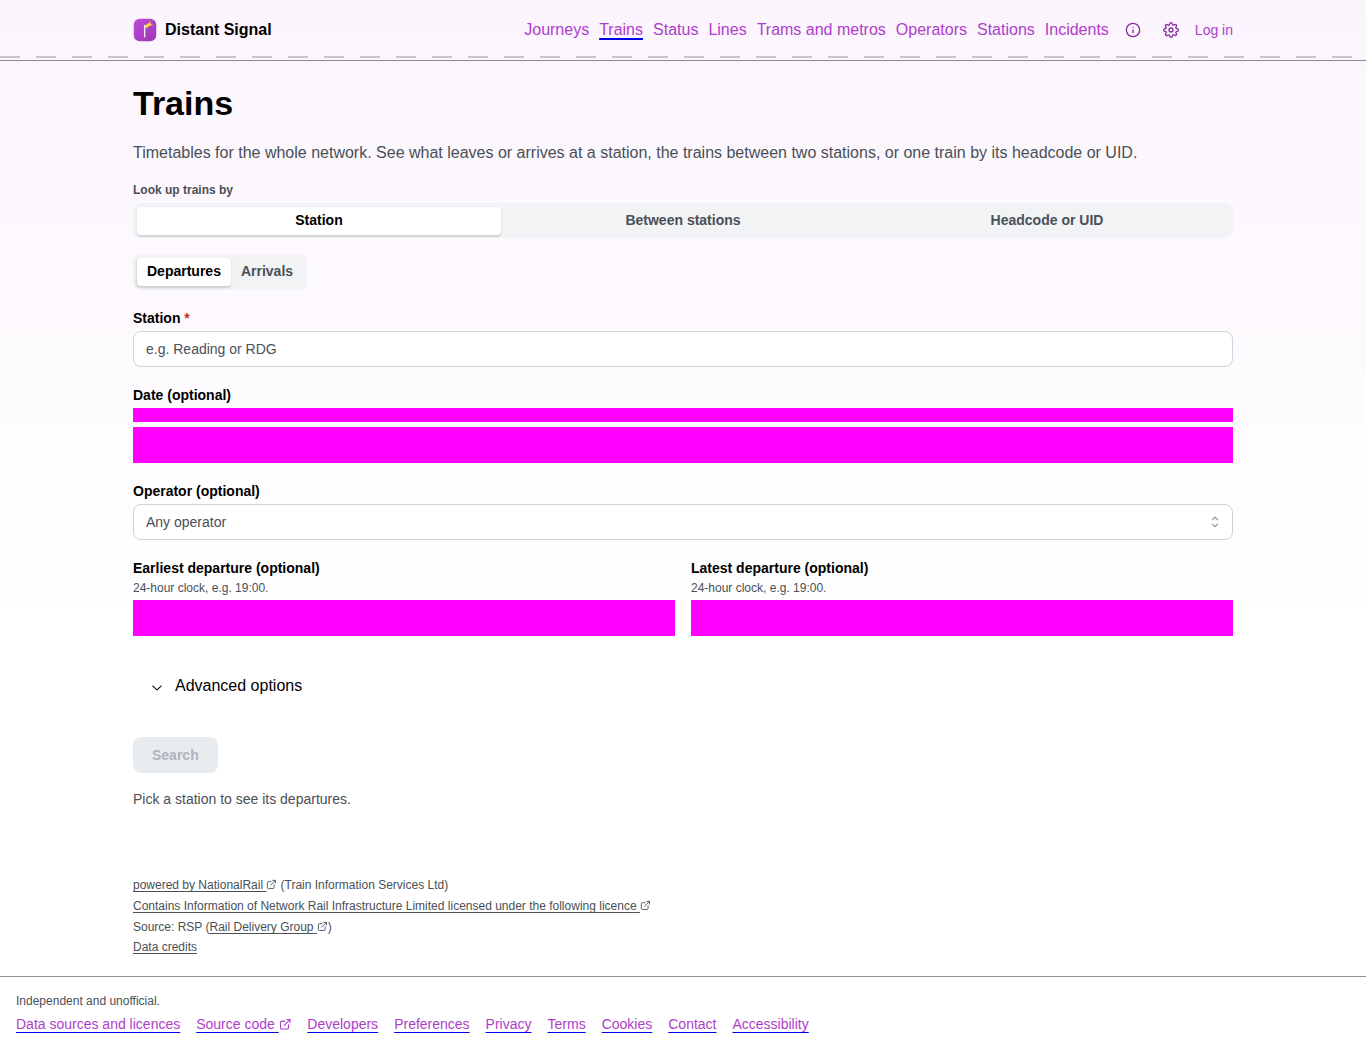 Distant Signal
Journeys Trains Status Lines Trams and metros Operators Stations Incidents Log in
Trains
Timetables for the whole network. See what leaves or arrives at a station, the trains between two stations, or one train by its headcode or UID.
Look up trains by
Station Between stations Headcode or UID
Departures Arrivals
Station *
e.g. Reading or RDG
Date (optional)
Operator (optional)
Any operator
Earliest departure (optional) Latest departure (optional)
24-hour clock, e.g. 19:00. 24-hour clock, e.g. 19:00.
Advanced options
Search
Pick a station to see its departures.
powered by NationalRail (Train Information Services Ltd)
Contains Information of Network Rail Infrastructure Limited licensed under the following licence
Source: RSP (Rail Delivery Group)
Data credits
Independent and unofficial.
Data sources and licences Source code Developers Preferences Privacy Terms Cookies Contact Accessibility